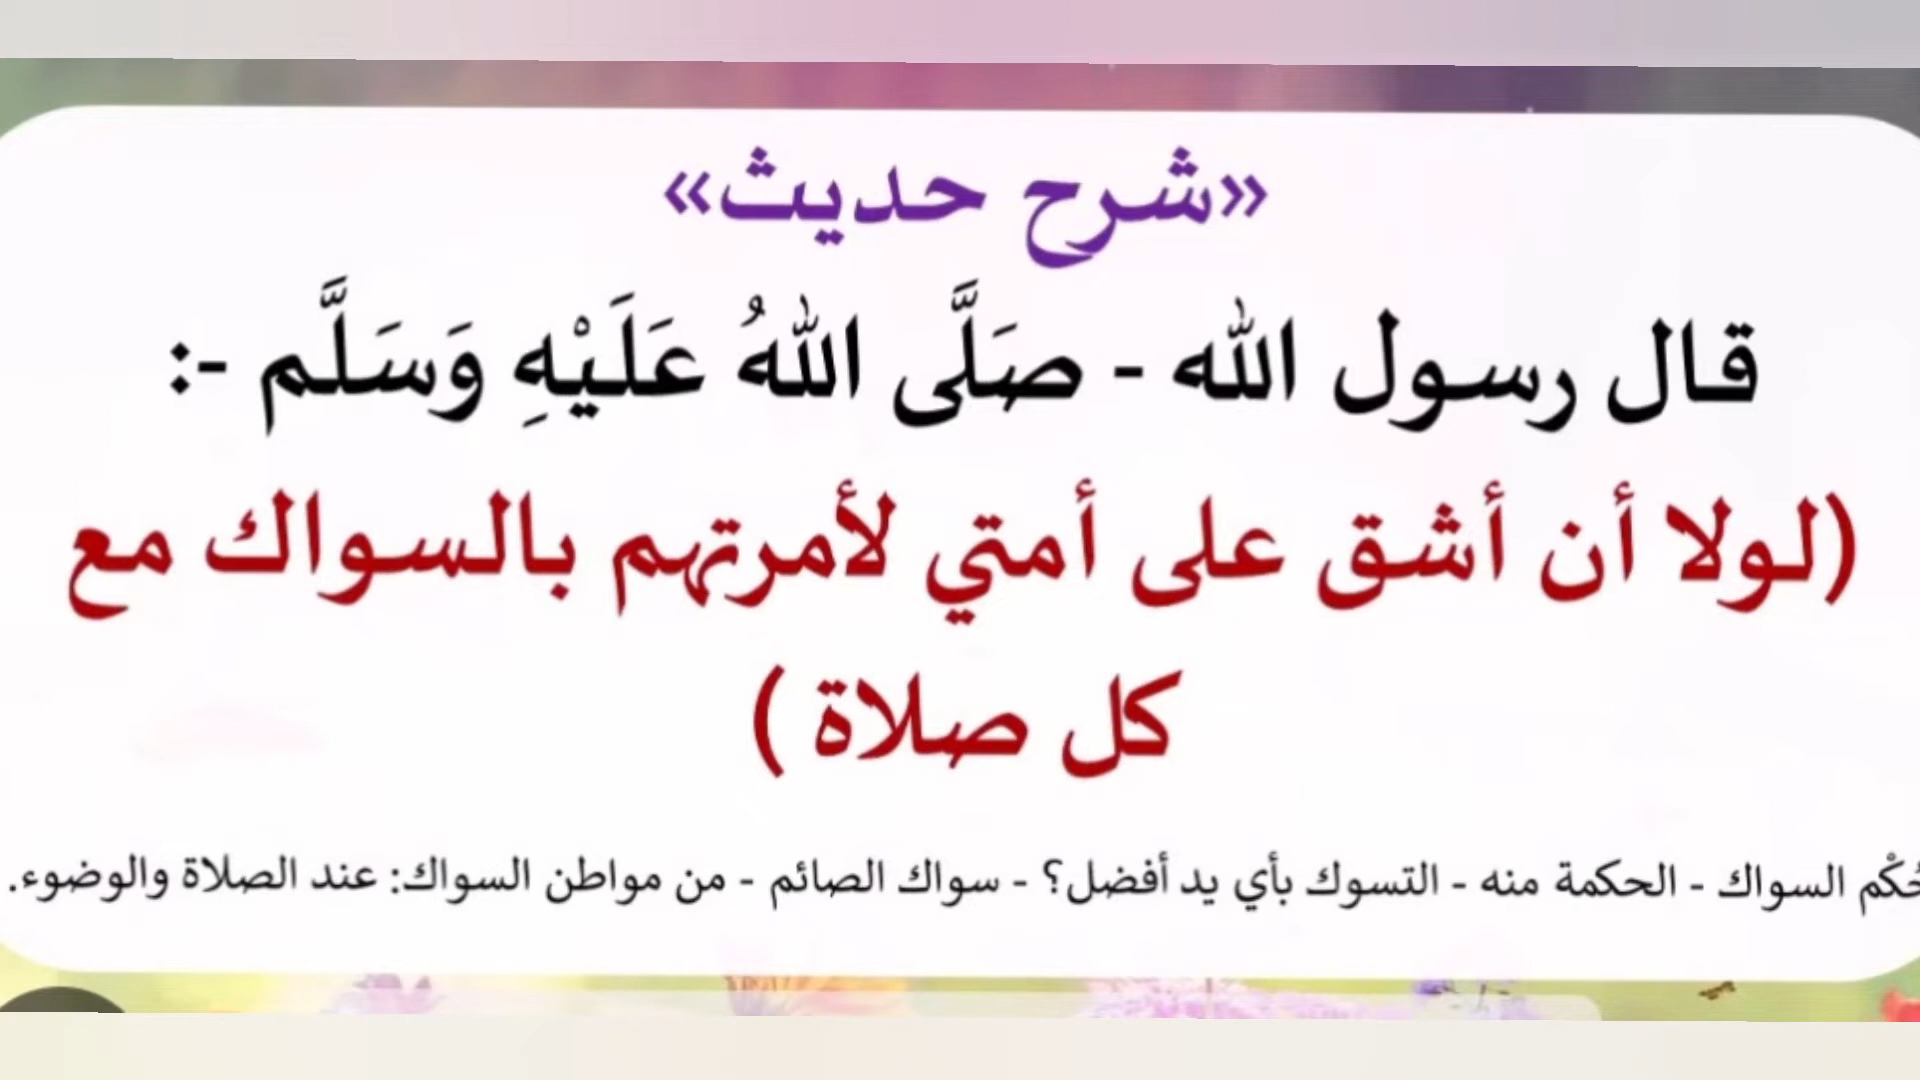 «شرح حديث»
قال رسول الله - صَلَّى اللهُ عَلَيْهِ وَسَلَّم -:
(لولا أن أشق على أمتي لأمرتهم بالسواك مع
كل صلاة )
حُكْم السواك - الحكمة منه - التسوك بأي يد أفضل؟ - سواك الصائم - من مواطن السواك: عند الصلاة والوضوء.